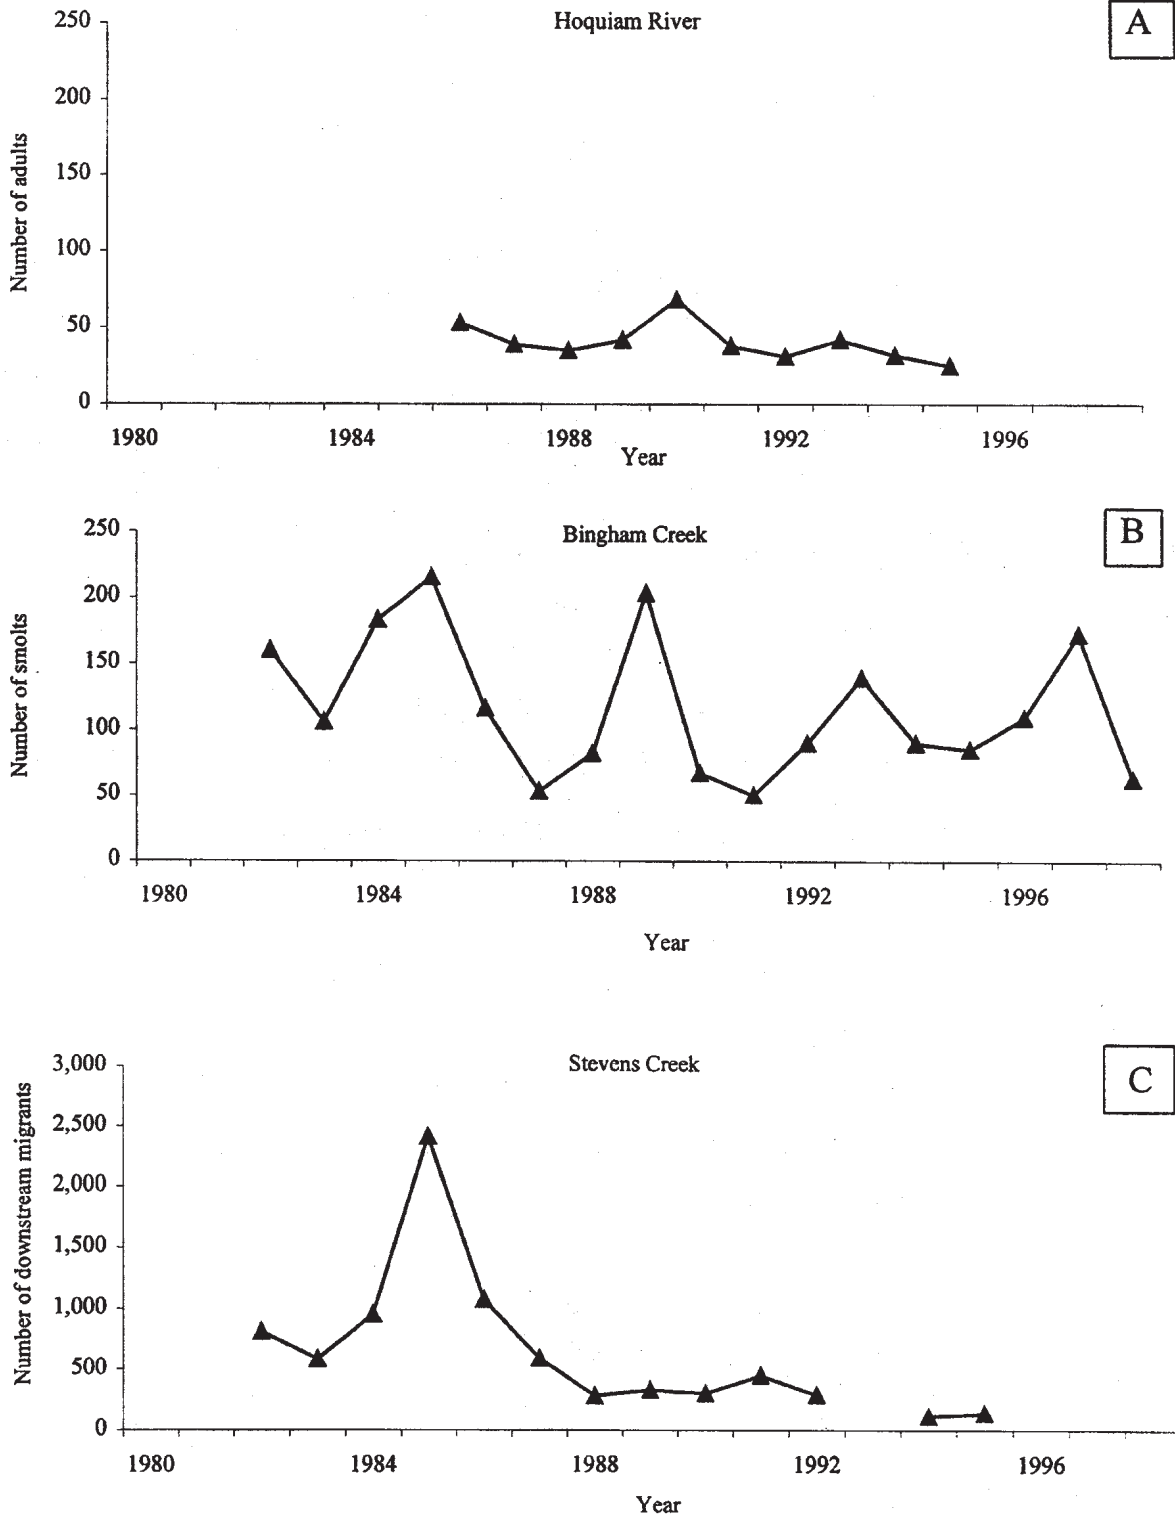 Hoquiam River
A
250
200
150
100
50
0
Number of adults
1980 1984 1988 1992 1996
Year
Bingham Creek
B
250
200
150
100
50
0
Number of smolts
1980 1984 1988 1992 1996
Year
Stevens Creek
C
3,000
2,500
2,000
1,500
1,000
500
0
Number of downstream migrants
1980 1984 1988 1992 1996
Year